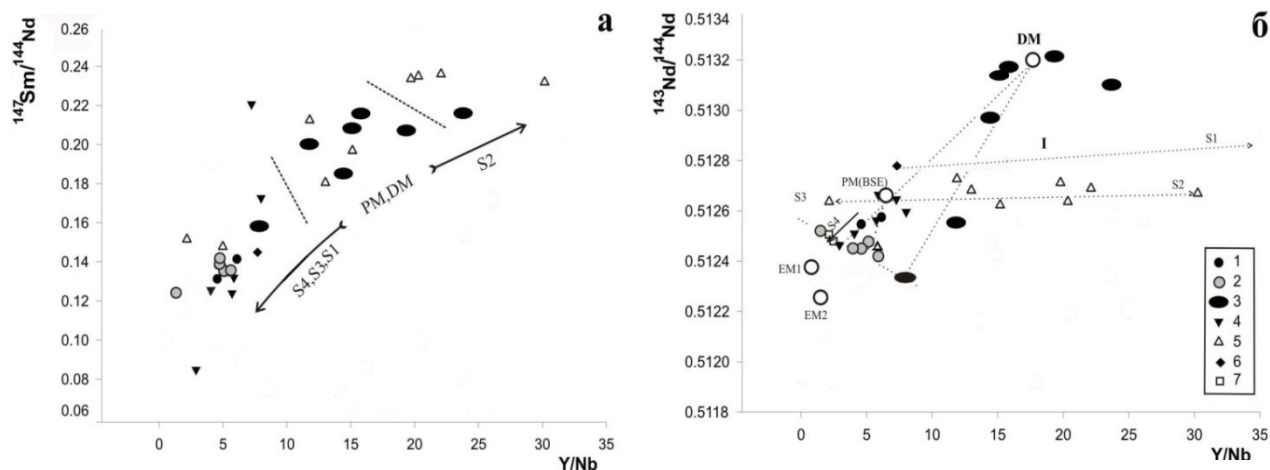 а
147Sm/144Nd
0.26
0.24
0.22
0.20
0.18
0.16
0.14
0.12
0.10
0.08
0.06
PM,DM
S2
S4,S3,S1
0 5 10 15 20 25 30 35
Y/Nb
б
143Nd/144Nd
0.5134
0.5132
0.5130
0.5128
0.5126
0.5124
0.5122
0.5120
0.5118
DM
I
S1
PM(BSE)
S3
S2
S4
EM1
EM2
1
2
3
4
5
6
7
0 5 10 15 20 25 30 35
Y/Nb